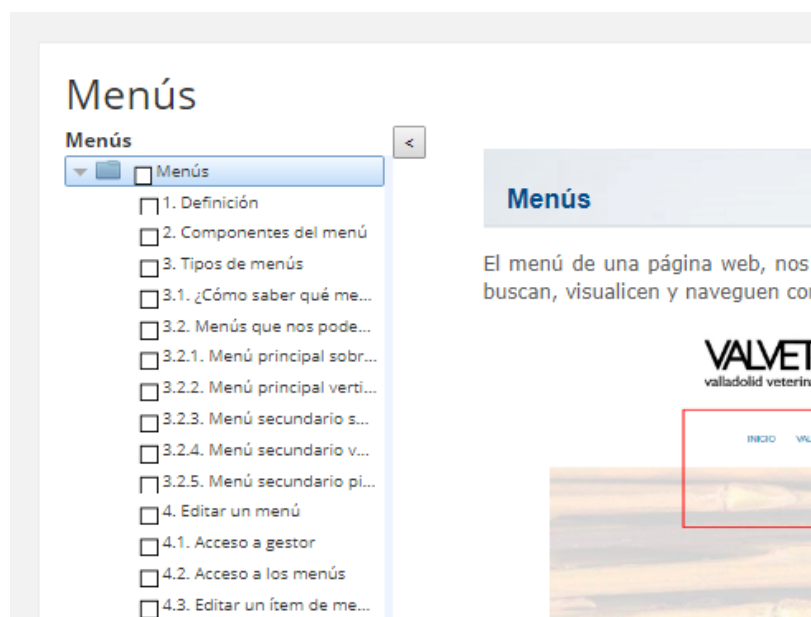 Menús
Menús
<
Menús
1. Definición
2. Componentes del menú
3. Tipos de menús
3.1. ¿Cómo saber qué me...
3.2. Menús que nos pode...
3.2.1. Menú principal sobr...
3.2.2. Menú principal verti...
3.2.3. Menú secundario s...
3.2.4. Menú secundario v...
3.2.5. Menú secundario pi...
4. Editar un menú
4.1. Acceso a gestor
4.2. Acceso a los menús
4.3. Editar un ítem de me...
Menús
El menú de una página web, nos
buscan, visualicen y naveguen
VALVET
valladolid
INICIO